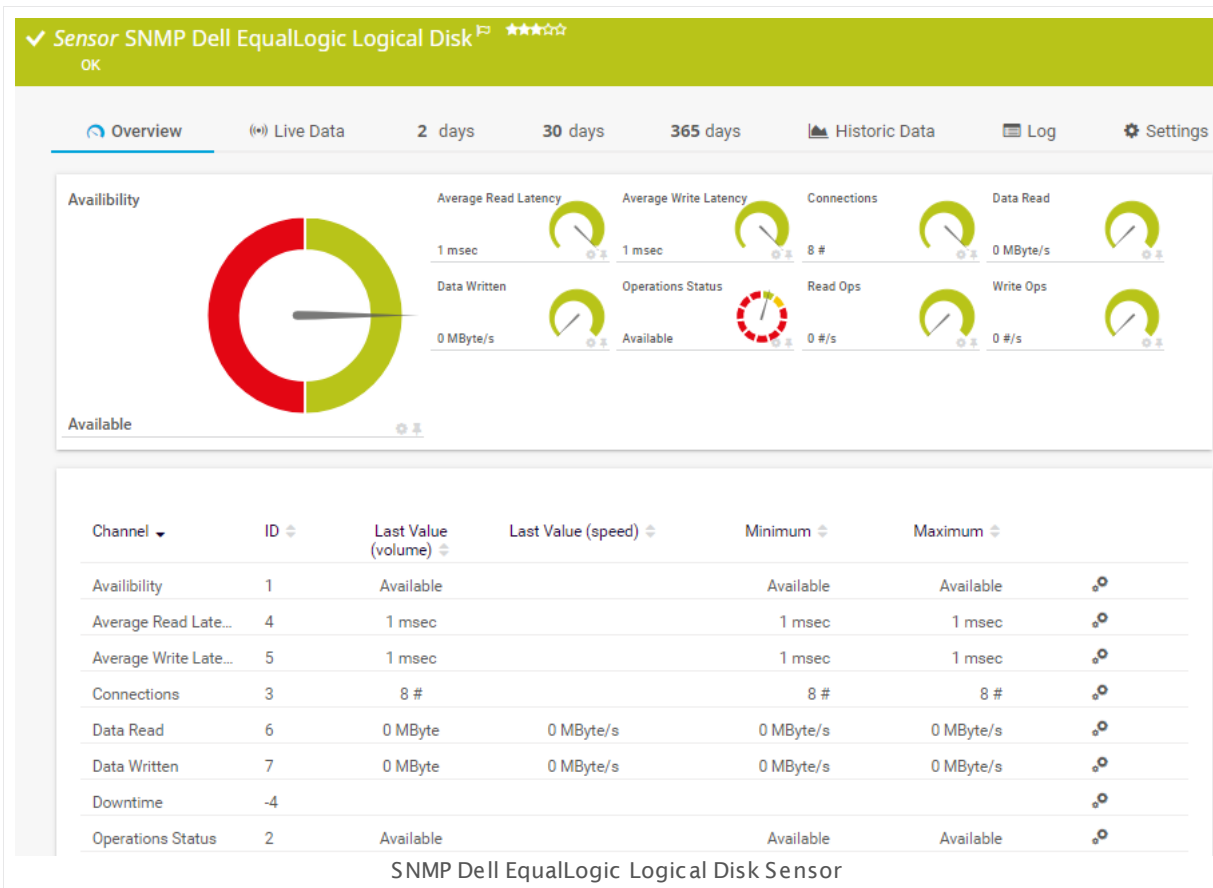 Sensor SNMP Dell EqualLogic Logical Disk
OK
Overview Live Data 2 days 30 days 365 days Historic Data Log Settings
Availibility
Available
Average Read Latency
1 msec
Average Write Latency
1 msec
Connections
8 #
Data Read
0 MByte/s
Data Written
0 MByte/s
Operations Status
Available
Read Ops
0 #/s
Write Ops
0 #/s
Channel ID Last Value (volume) Last Value (speed) Minimum Maximum
Availibility 1 Available Available Available
Average Read Late... 4 1 msec 1 msec 1 msec
Average Write Late... 5 1 msec 1 msec 1 msec
Connections 3 8 # 8 # 8 #
Data Read 6 0 MByte 0 MByte/s 0 MByte/s 0 MByte/s
Data Written 7 0 MByte 0 MByte/s 0 MByte/s 0 MByte/s
Downtime -4
Operations Status 2 Available Available Available
SNMP Dell EqualLogic Logical Disk Sensor